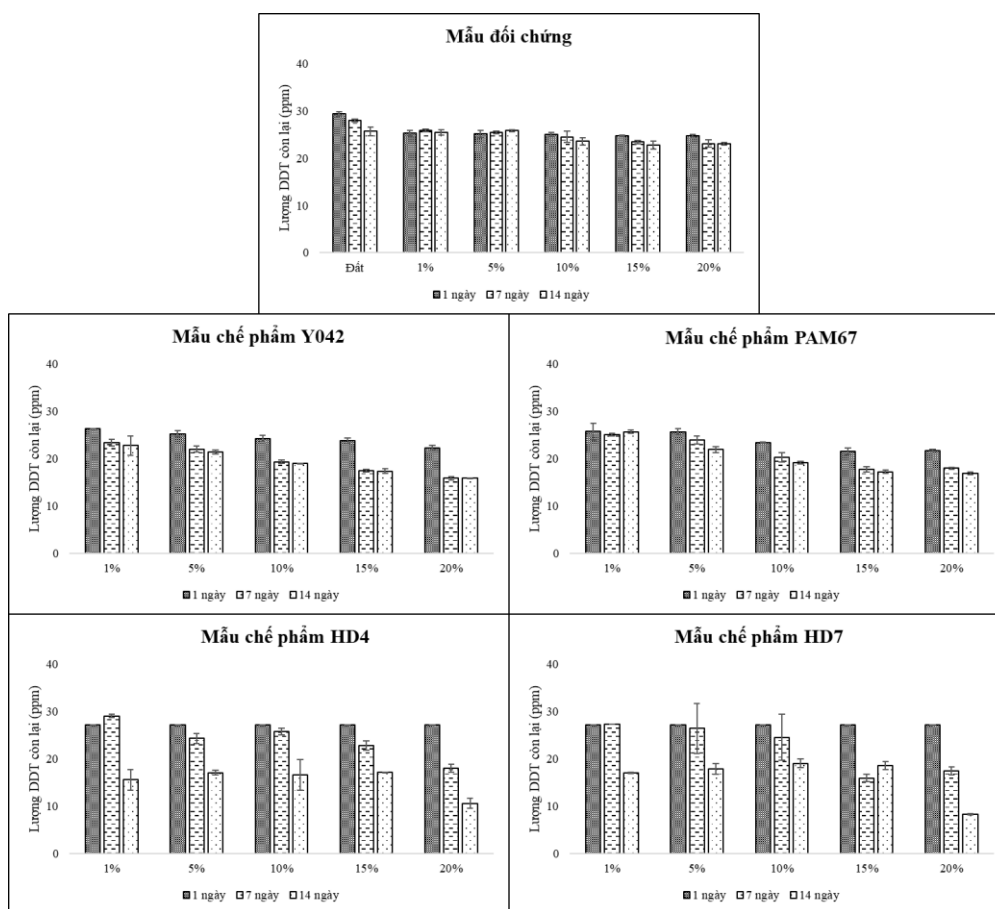 Mẫu đối chứng
Lượng DDT còn lại (ppm)
40
30
20
10
0
Đất 1% 5% 10% 15% 20%
1 ngày 7 ngày 14 ngày
Mẫu chế phẩm Y042
Lượng DDT còn lại (ppm)
40
30
20
10
0
1% 5% 10% 15% 20%
1 ngày 7 ngày 14 ngày
Mẫu chế phẩm PAM67
Lượng DDT còn lại (ppm)
40
30
20
10
0
1% 5% 10% 15% 20%
1 ngày 7 ngày 14 ngày
Mẫu chế phẩm HD4
Lượng DDT còn lại (ppm)
40
30
20
10
0
1% 5% 10% 15% 20%
1 ngày 7 ngày 14 ngày
Mẫu chế phẩm HD7
Lượng DDT còn lại (ppm)
40
30
20
10
0
1% 5% 10% 15% 20%
1 ngày 7 ngày 14 ngày